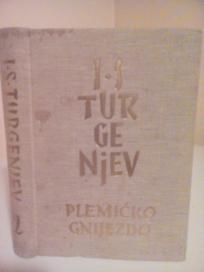 I·S·TURGENJEV
I·S
TUR
GE
NjEV
PLEMIĆKO
GNIJEZDO